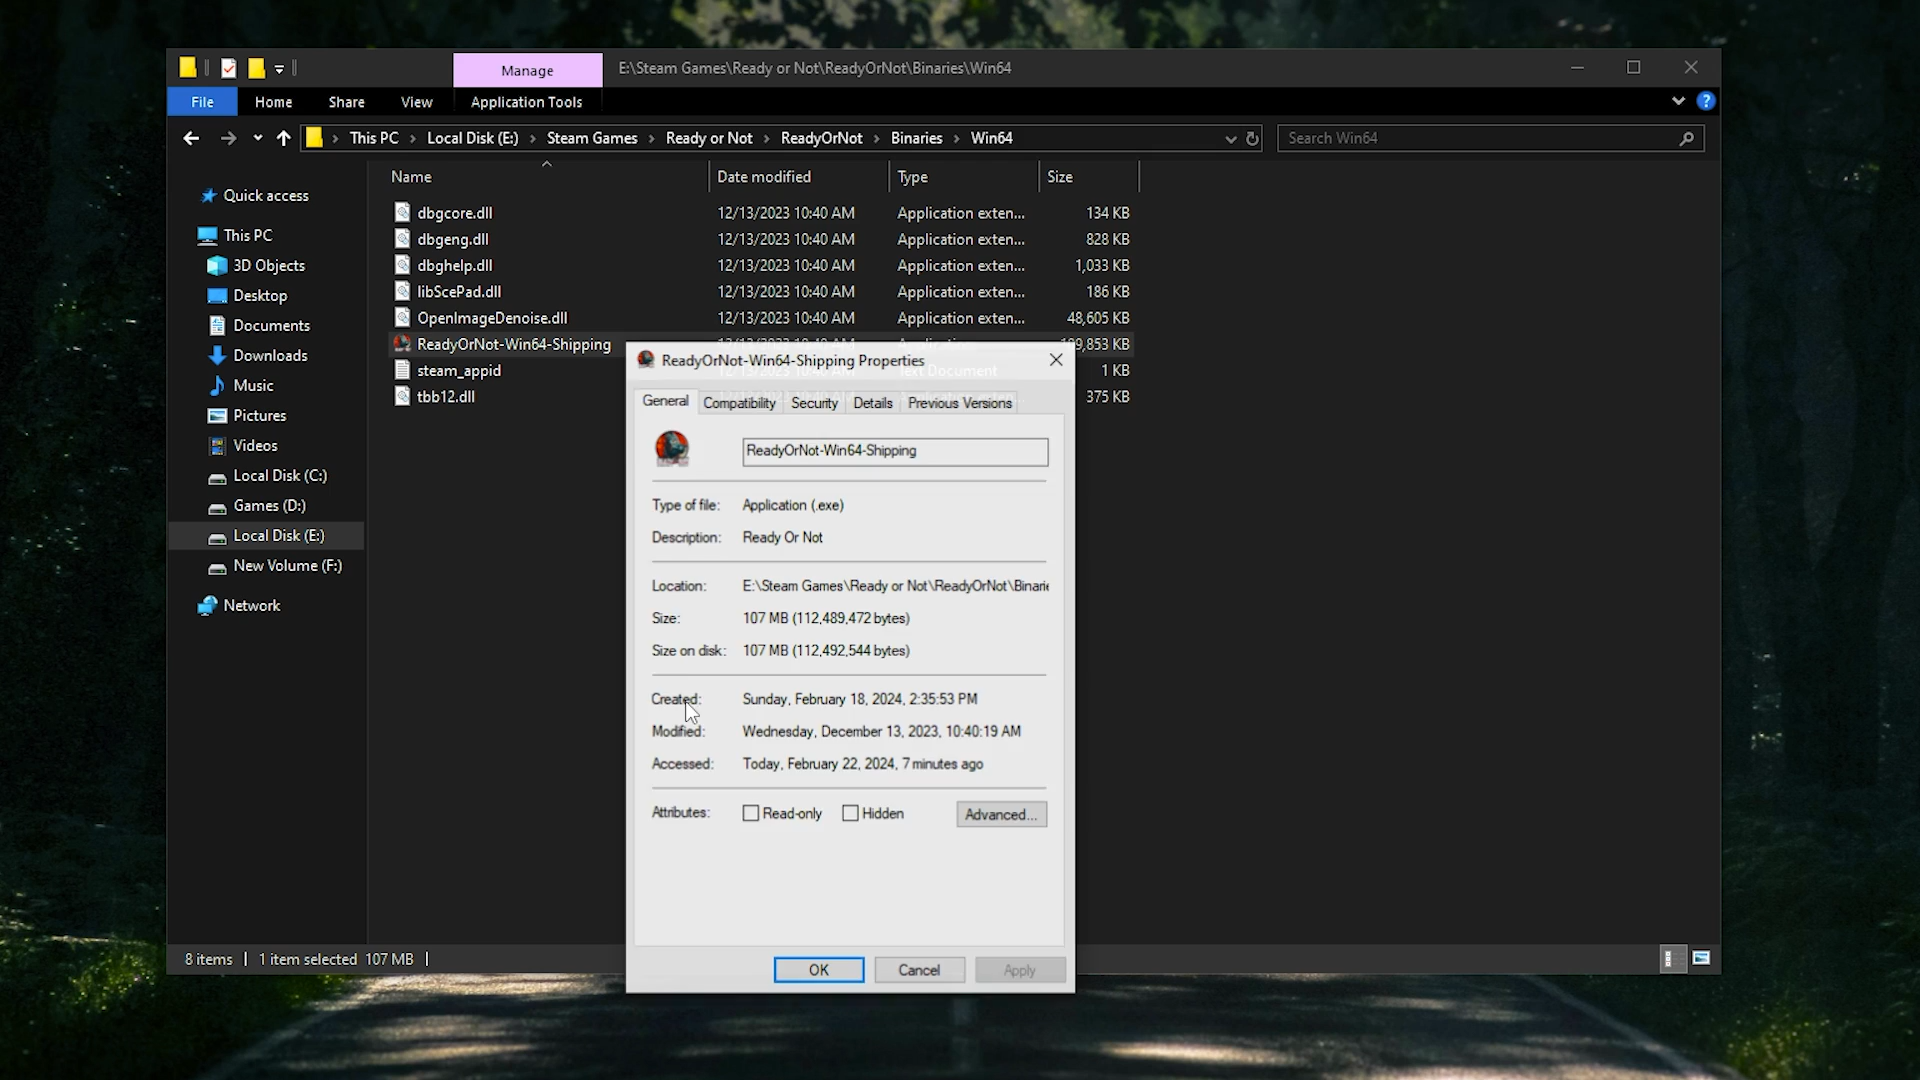 Manage
E:\Steam Games\Ready or Not\ReadyOrNot\Binaries\Win64
File Home Share View Application Tools
This PC > Local Disk (E:) > Steam Games > Ready or Not > ReadyOrNot > Binaries > Win64
Search Win64
Name Date modified Type Size
Quick access
This PC
3D Objects
Desktop
Documents
Downloads
Music
Pictures
Videos
Local Disk (C:)
Games (D:)
Local Disk (E:)
New Volume (F:)
Network
dbgcore.dll 12/13/2023 10:40 AM Application exten... 134 KB
dbgeng.dll 12/13/2023 10:40 AM Application exten... 828 KB
dbghelp.dll 12/13/2023 10:40 AM Application exten... 1,033 KB
libScePad.dll 12/13/2023 10:40 AM Application exten... 186 KB
OpenImageDenoise.dll 12/13/2023 10:40 AM Application exten... 48,605 KB
ReadyOrNot-Win64-Shipping
steam_appid 1 KB
tbb12.dll 375 KB
ReadyOrNot-Win64-Shipping Properties
General Compatibility Security Details Previous Versions
ReadyOrNot-Win64-Shipping
Type of file: Application (.exe)
Description: Ready Or Not
Location: E:\Steam Games\Ready or Not\ReadyOrNot\Binarie
Size: 107 MB (112,489,472 bytes)
Size on disk: 107 MB (112,492,544 bytes)
Created: Sunday, February 18, 2024, 2:35:53 PM
Modified: Wednesday, December 13, 2023, 10:40:19 AM
Accessed: Today, February 22, 2024, 7 minutes ago
Attributes: Read-only Hidden Advanced...
OK Cancel Apply
8 items 1 item selected 107 MB